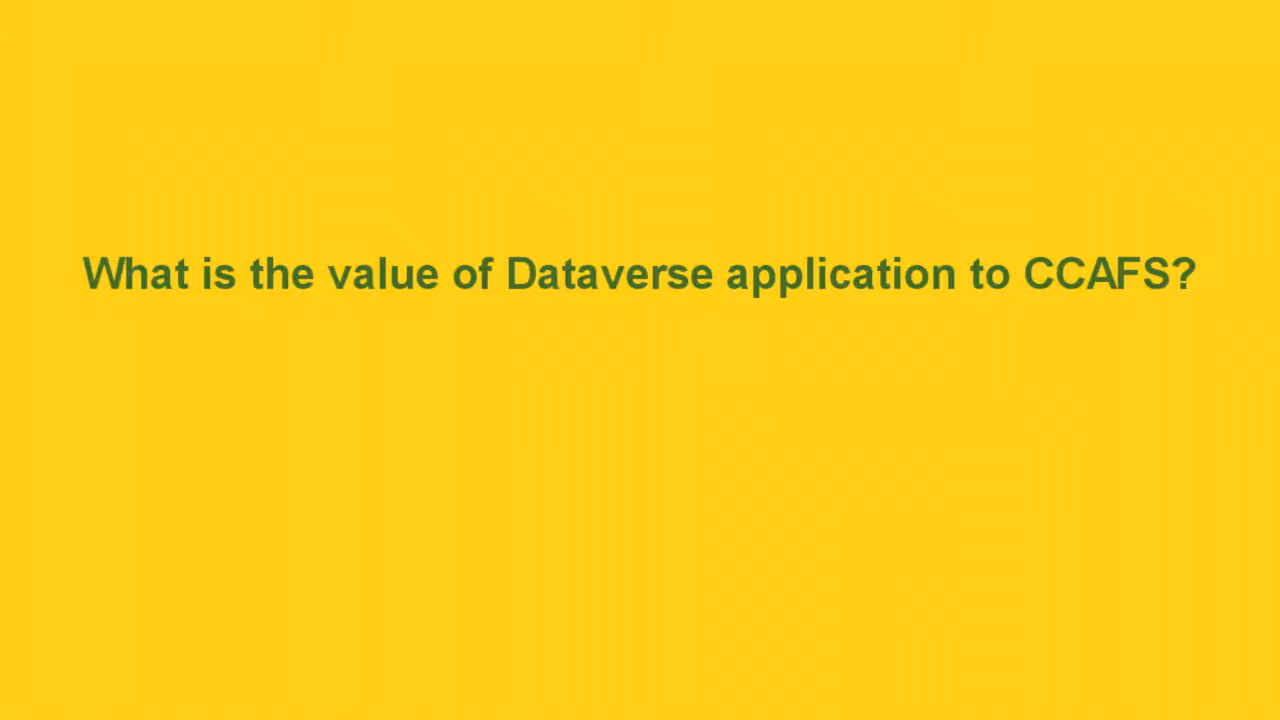 What is the value of Dataverse application to CCAFS?